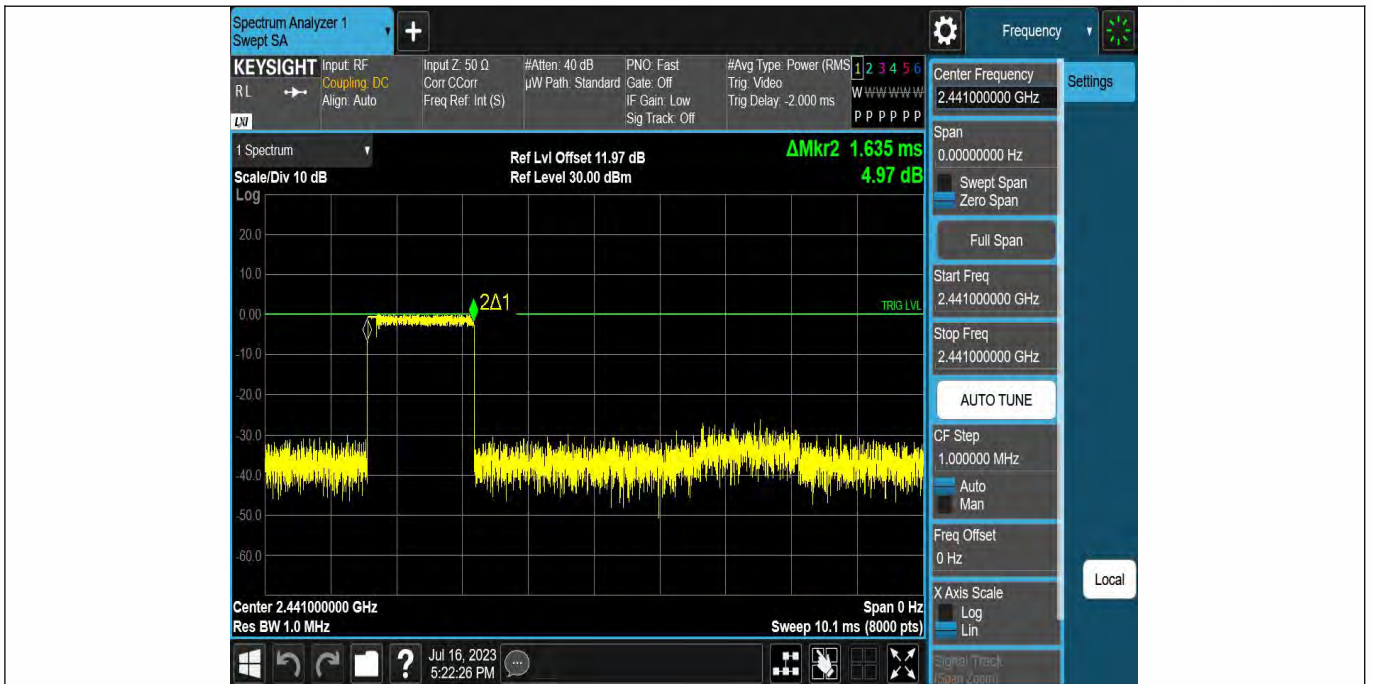 Spectrum Analyzer 1
Swept SA
+
Frequency
KEYSIGHT
RL
LXI
Input: RF
Coupling: DC
Align: Auto
Input Z: 50 Ω
Corr CCorr
Freq Ref: Int (S)
#Atten: 40 dB
µW Path: Standard
PNO: Fast
Gate: Off
IF Gain: Low
Sig Track: Off
#Avg Type: Power (RMS
Trig: Video
Trig Delay: -2.000 ms
1 2 3 4 5 6
W W W W W W
P P P P P P
1 Spectrum
Scale/Div 10 dB
Ref Lvl Offset 11.97 dB
Ref Level 30.00 dBm
ΔMkr2 1.635 ms
4.97 dB
Log
20.0
10.0
0.00
-10.0
-20.0
-30.0
-40.0
-50.0
-60.0
2Δ1
TRIG LVL
Center 2.441000000 GHz
Res BW 1.0 MHz
Span 0 Hz
Sweep 10.1 ms (8000 pts)
Center Frequency
2.441000000 GHz
Settings
Span
0.00000000 Hz
Swept Span
Zero Span
Full Span
Start Freq
2.441000000 GHz
Stop Freq
2.441000000 GHz
AUTO TUNE
CF Step
1.000000 MHz
Auto
Man
Freq Offset
0 Hz
X Axis Scale
Log
Lin
Signal Track
(Span Zoom)
Local
?
Jul 16, 2023
5:22:26 PM